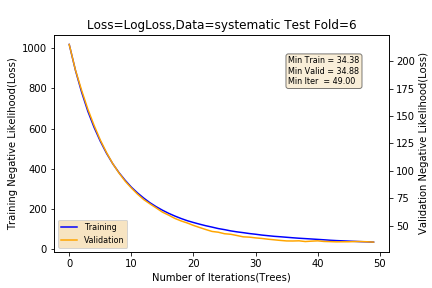 Loss=LogLoss,Data=systematic Test Fold=6
Min Train = 34.38
Min Valid = 34.88
Min Iter  = 49.00
Training Negative Likelihood(Loss)
1000
800
600
400
200
0
Validation Negative Likelihood(Loss)
200
175
150
125
100
75
50
Training
Validation
0 10 20 30 40 50
Number of Iterations(Trees)